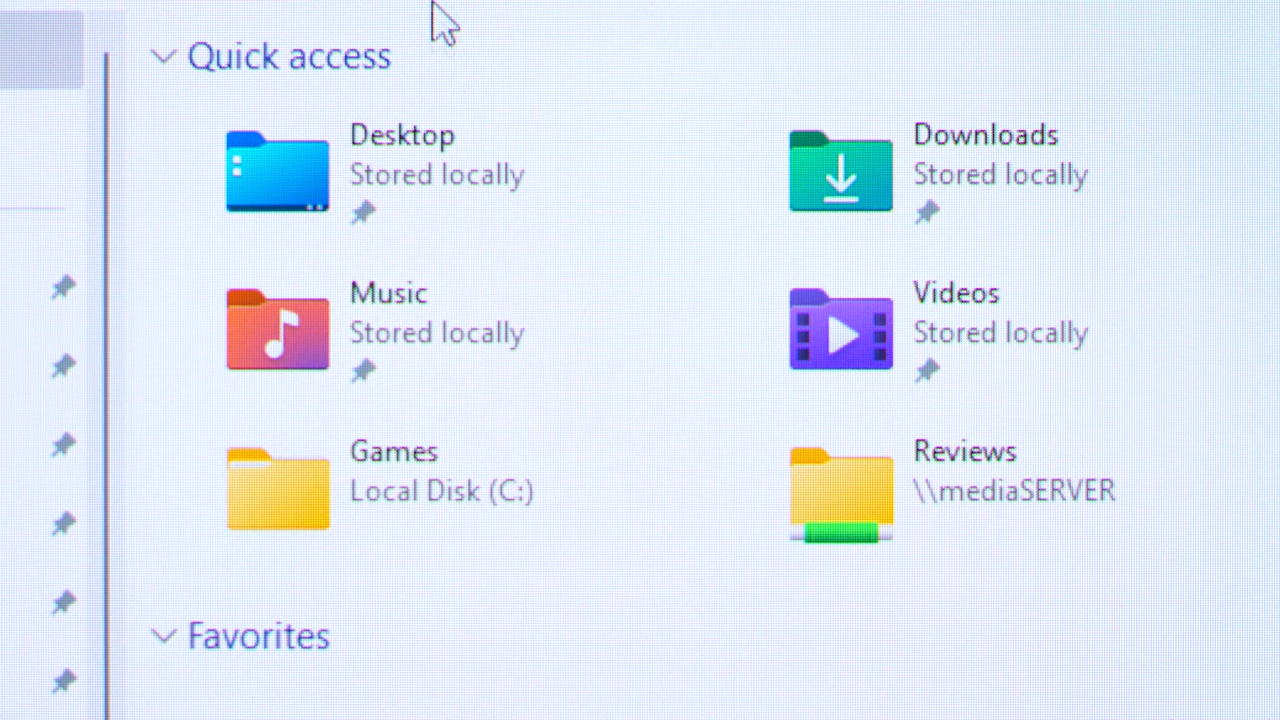 Quick access
Desktop
Stored locally
Downloads
Stored locally
Music
Stored locally
Videos
Stored locally
Games
Local Disk (C:)
Reviews
\\mediaSERVER
Favorites